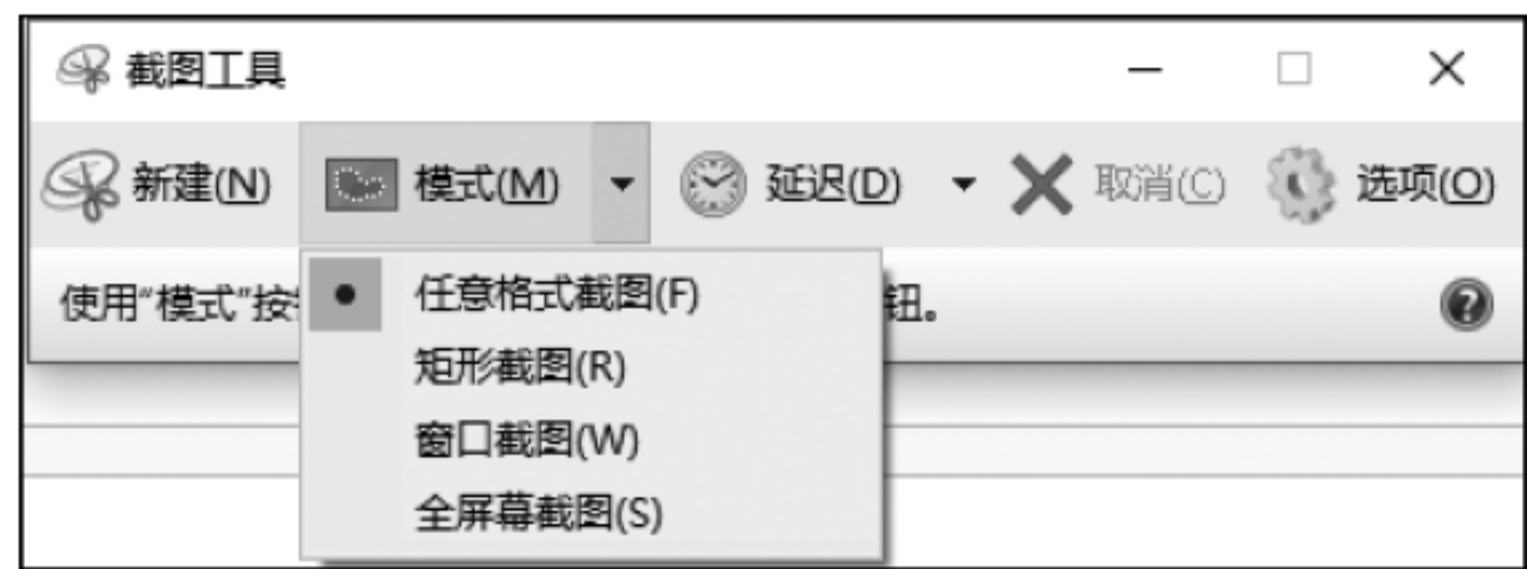 截图工具
新建(N) 模式(M) 延迟(D) 取消(C) 选项(O)
使用“模式”按 钮。
任意格式截图(F)
矩形截图(R)
窗口截图(W)
全屏幕截图(S)